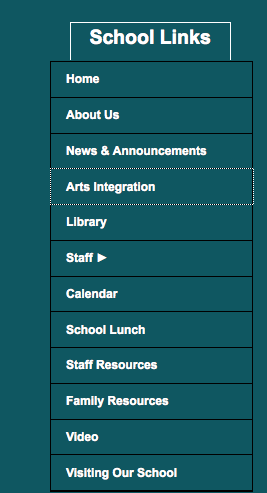 School Links
Home
About Us
News & Announcements
Arts Integration
Library
Staff ►
Calendar
School Lunch
Staff Resources
Family Resources
Video
Visiting Our School